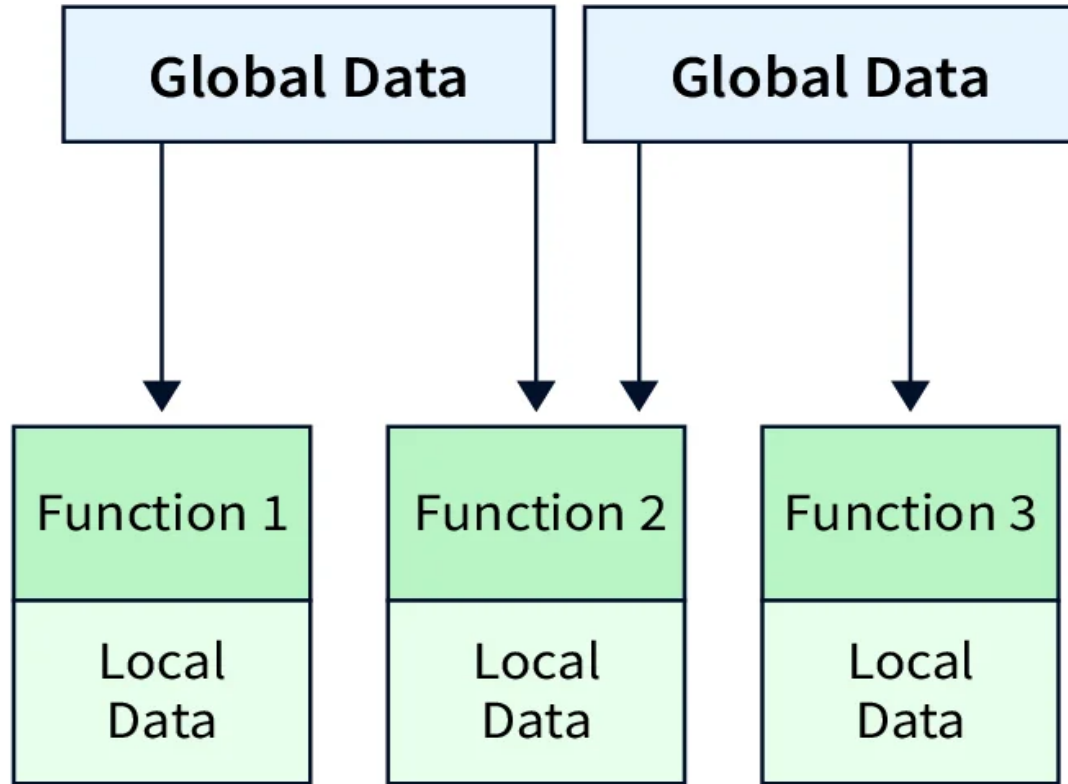 Global Data
Global Data
Function 1
Function 2
Function 3
Local
Data
Local
Data
Local
Data